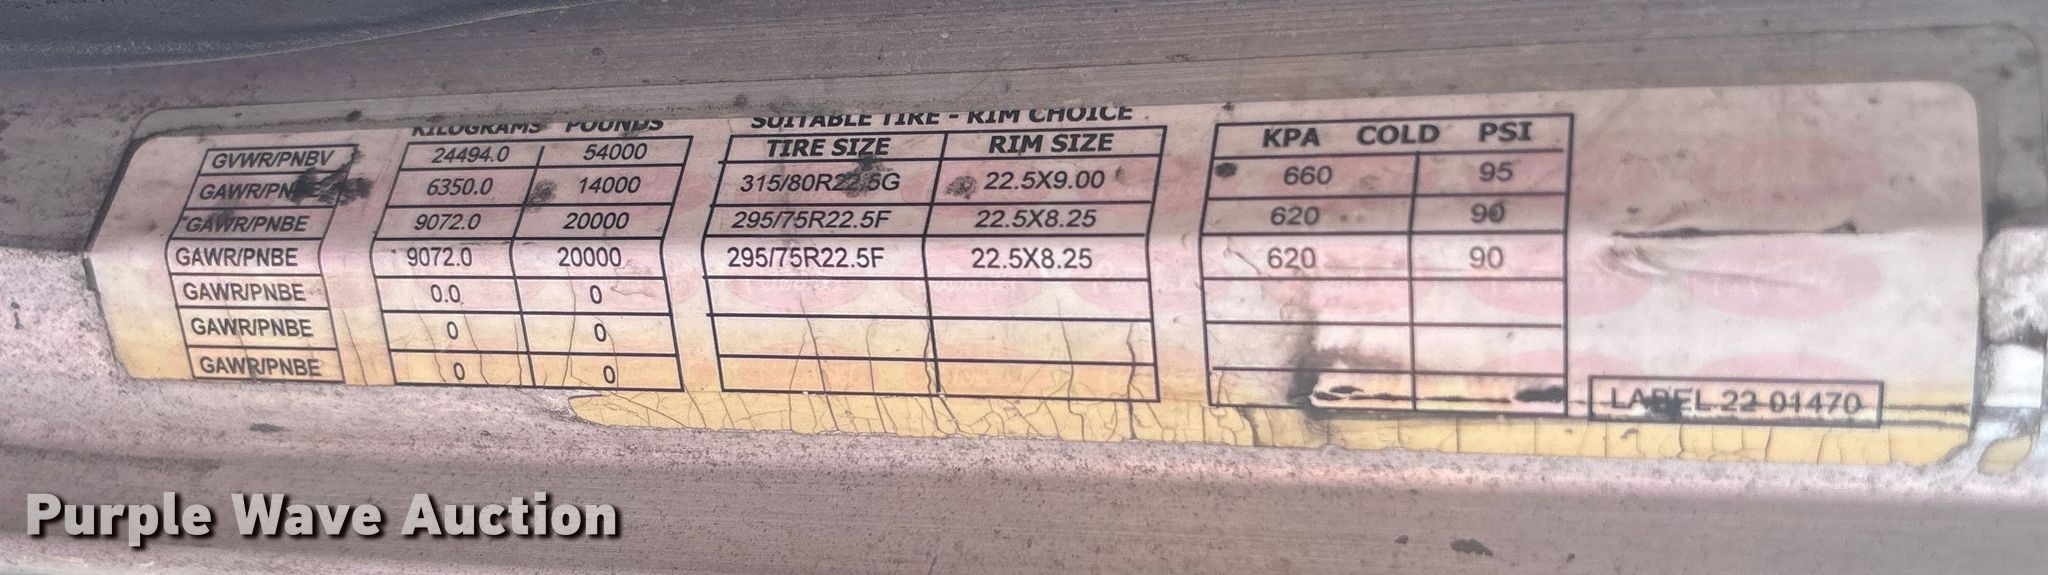 KILOGRAMS POUNDS SUITABLE TIRE - RIM CHOICE
TIRE SIZE RIM SIZE KPA COLD PSI
GVWR/PNBV 24494.0 54000
GAWR/PNBE 6350.0 14000 315/80R22.5G 22.5X9.00 660 95
GAWR/PNBE 9072.0 20000 295/75R22.5F 22.5X8.25 620 90
GAWR/PNBE 9072.0 20000 295/75R22.5F 22.5X8.25 620 90
GAWR/PNBE 0.0 0
GAWR/PNBE 0 0
GAWR/PNBE 0 0
LABEL 22 01470
Purple Wave Auction